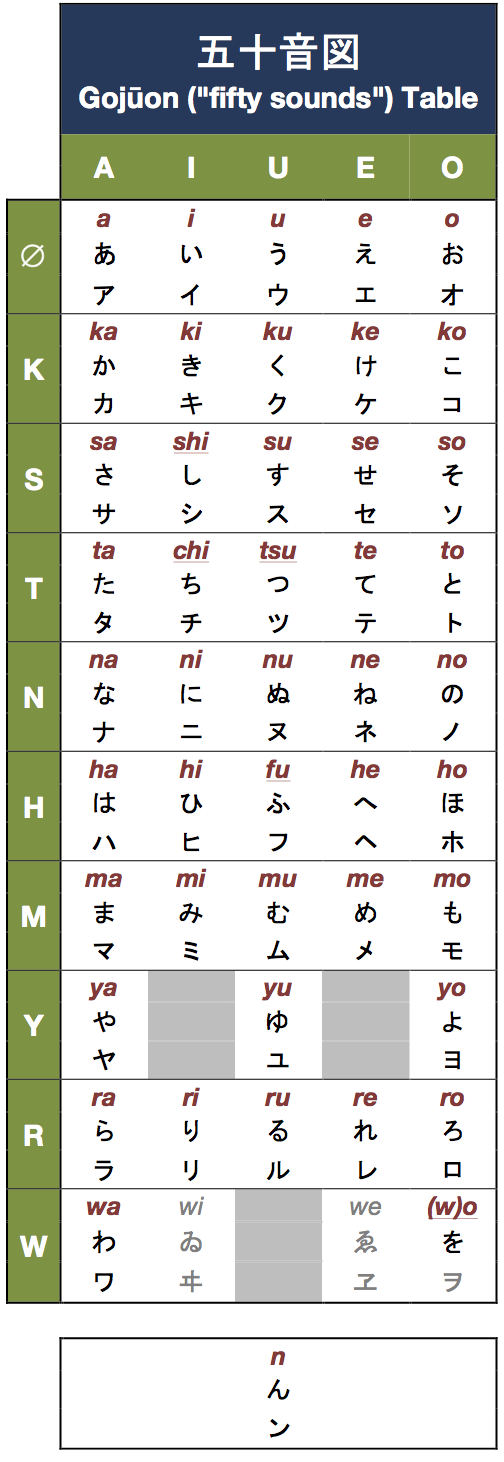 五十音図
Gojūon ("fifty sounds") Table
A I U E O
a i u e o
∅ あ い う え お
ア イ ウ エ オ
ka ki ku ke ko
K か き く け こ
カ キ ク ケ コ
sa shi su se so
S さ し す せ そ
サ シ ス セ ソ
ta chi tsu te to
T た ち つ て と
タ チ ツ テ ト
na ni nu ne no
N な に ぬ ね の
ナ ニ ヌ ネ ノ
ha hi fu he ho
H は ひ ふ へ ほ
ハ ヒ フ ヘ ホ
ma mi mu me mo
M ま み む め も
マ ミ ム メ モ
ya yu yo
Y や ゆ よ
ヤ ユ ヨ
ra ri ru re ro
R ら り る れ ろ
ラ リ ル レ ロ
wa wi we (w)o
W わ ゐ ゑ を
ワ ヰ ヱ ヲ
n
ん
ン